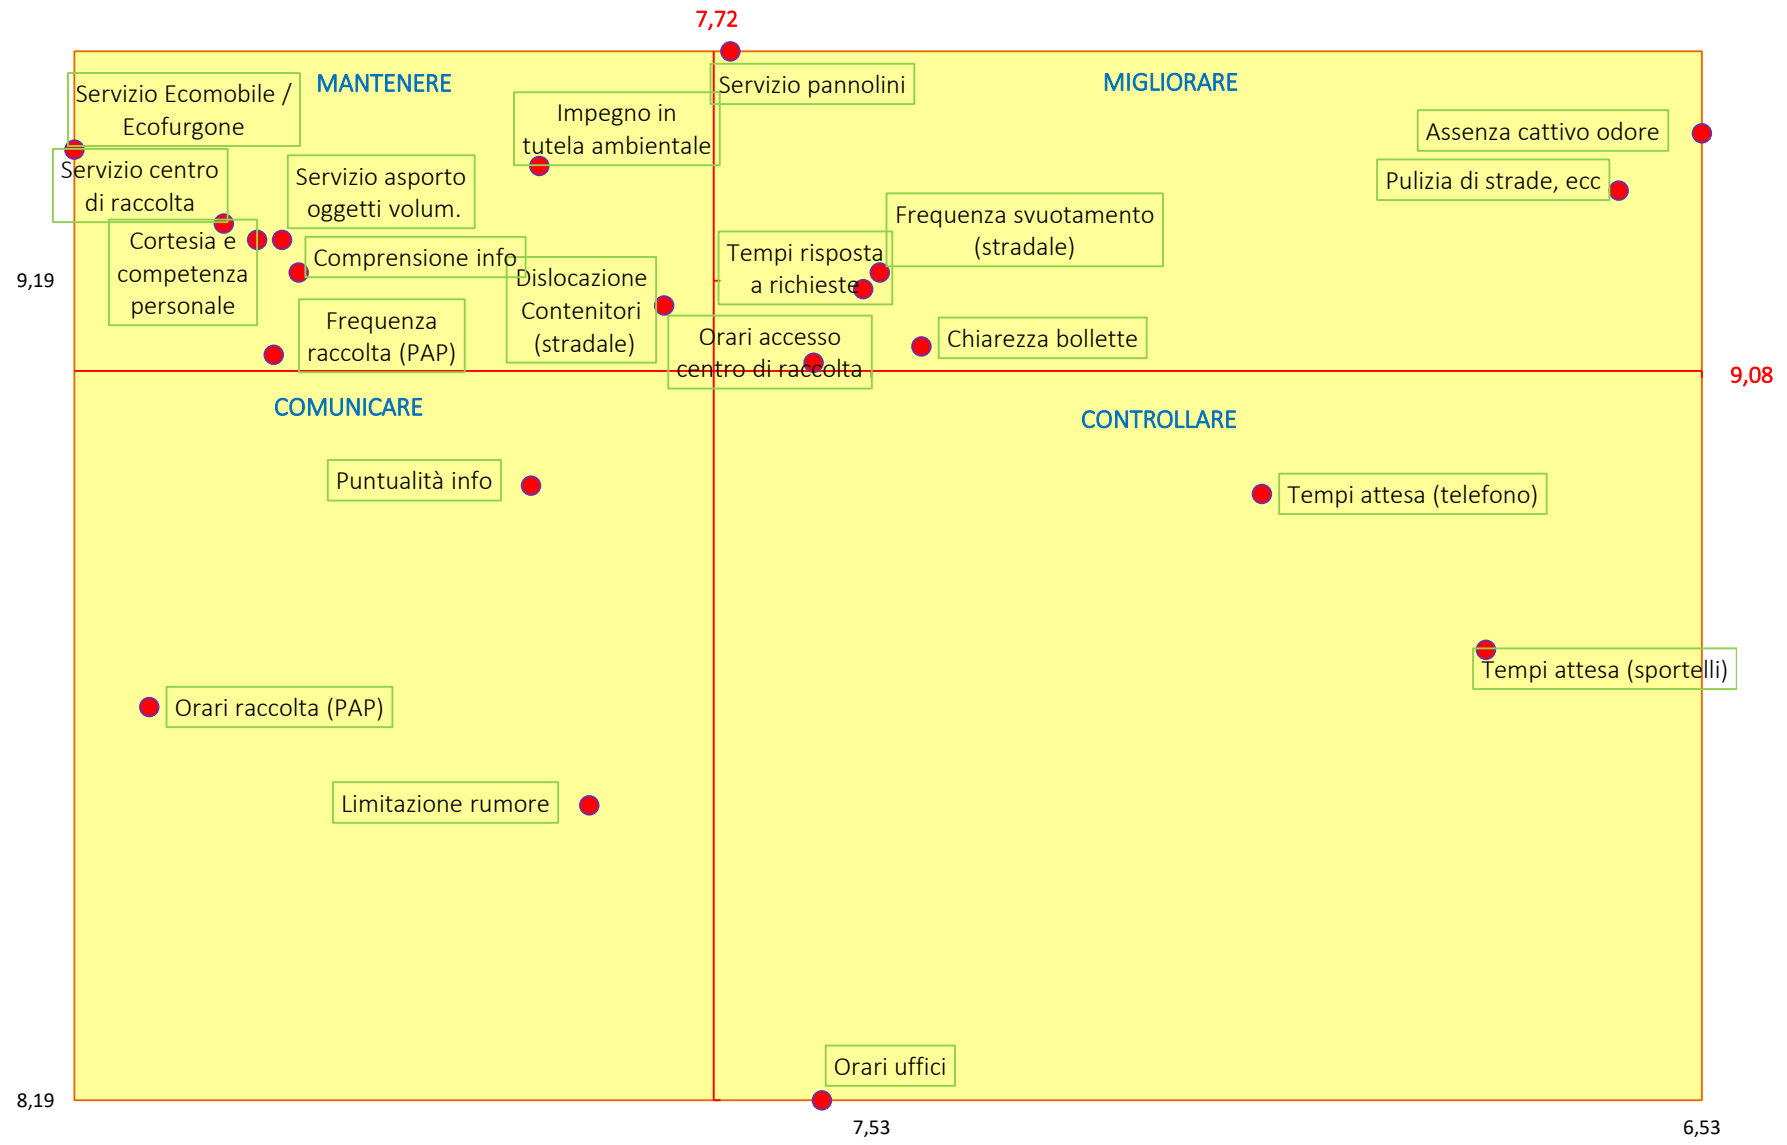 7,72
MANTENERE
MIGLIORARE
Servizio Ecomobile /
Ecofurgone
Servizio pannolini
Impegno in
tutela ambientale
Assenza cattivo odore
Servizio centro
di raccolta
Servizio asporto
oggetti volum.
Pulizia di strade, ecc
Frequenza svuotamento
(stradale)
Cortesia e
competenza
personale
Comprensione info
Tempi risposta
a richieste
Dislocazione
Contenitori
(stradale)
9,19
Frequenza
raccolta (PAP)
Orari accesso
centro di raccolta
Chiarezza bollette
9,08
COMUNICARE
CONTROLLARE
Puntualità info
Tempi attesa (telefono)
Tempi attesa (sportelli)
Orari raccolta (PAP)
Limitazione rumore
Orari uffici
8,19
7,53
6,53